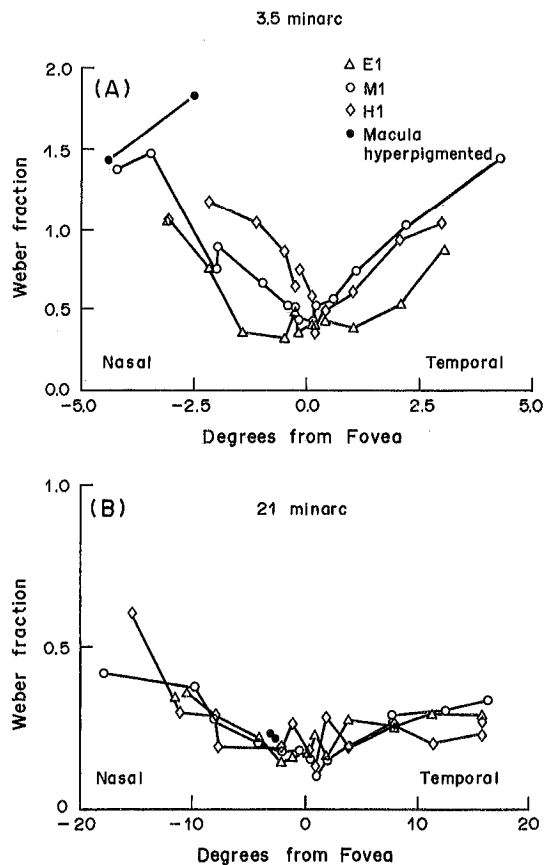 3.5 minarc
(A)
△ E1
○ M1
◇ H1
● Macula
hyperpigmented
2.0
1.5
1.0
0.5
0.0
Weber fraction
Nasal
Temporal
-5.0
-2.5
0.0
2.5
5.0
Degrees from Fovea
(B)
21 minarc
1.0
0.5
0
Weber fraction
Nasal
Temporal
-20
-10
0
10
20
Degrees from Fovea